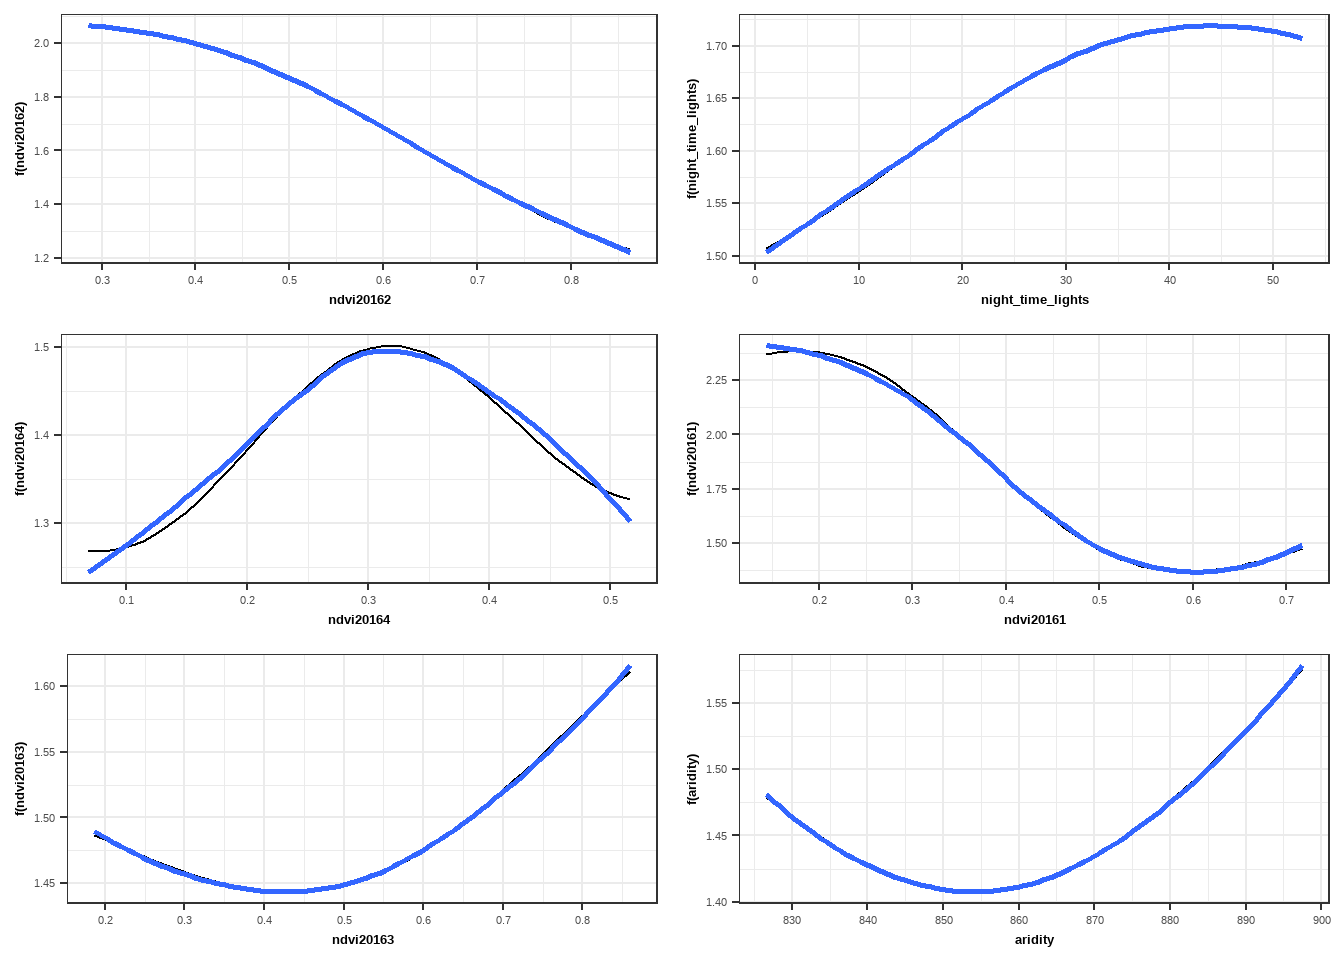 f(ndvi20162)
2.0
1.8
1.6
1.4
1.2
0.3 0.4 0.5 0.6 0.7 0.8
ndvi20162
f(night_time_lights)
1.70
1.65
1.60
1.55
1.50
0 10 20 30 40 50
night_time_lights
f(ndvi20164)
1.5
1.4
1.3
0.1 0.2 0.3 0.4 0.5
ndvi20164
f(ndvi20161)
2.25
2.00
1.75
1.50
0.2 0.3 0.4 0.5 0.6 0.7
ndvi20161
f(ndvi20163)
1.60
1.55
1.50
1.45
0.2 0.3 0.4 0.5 0.6 0.7 0.8
ndvi20163
f(aridity)
1.55
1.50
1.45
1.40
830 840 850 860 870 880 890 900
aridity